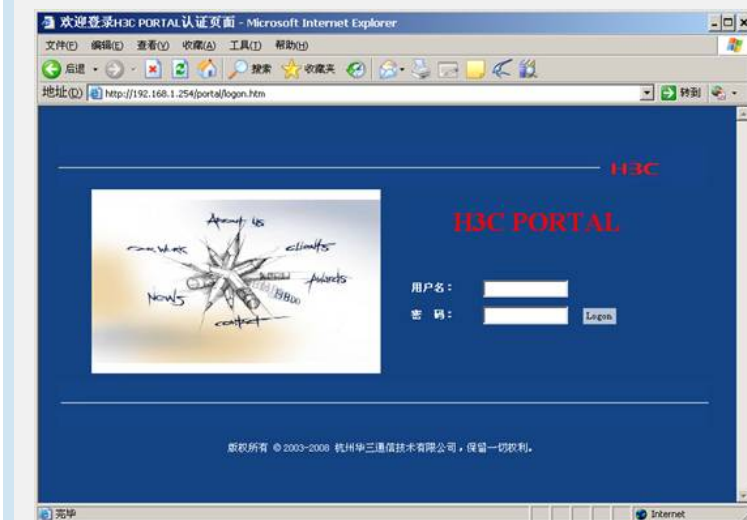 欢迎登录H3C PORTAL认证页面 - Microsoft Internet Explorer
文件(F) 编辑(E) 查看(V) 收藏(A) 工具(T) 帮助(H)
后退 搜索 收藏夹
地址(D) http://192.168.1.254/portal/logon.htm 转到
H3C
H3C PORTAL
About us
our work
clients
Awards
News
contact
用户名：
密 码： Logon
版权所有 © 2003-2008 杭州华三通信技术有限公司，保留一切权利。
完毕 Internet